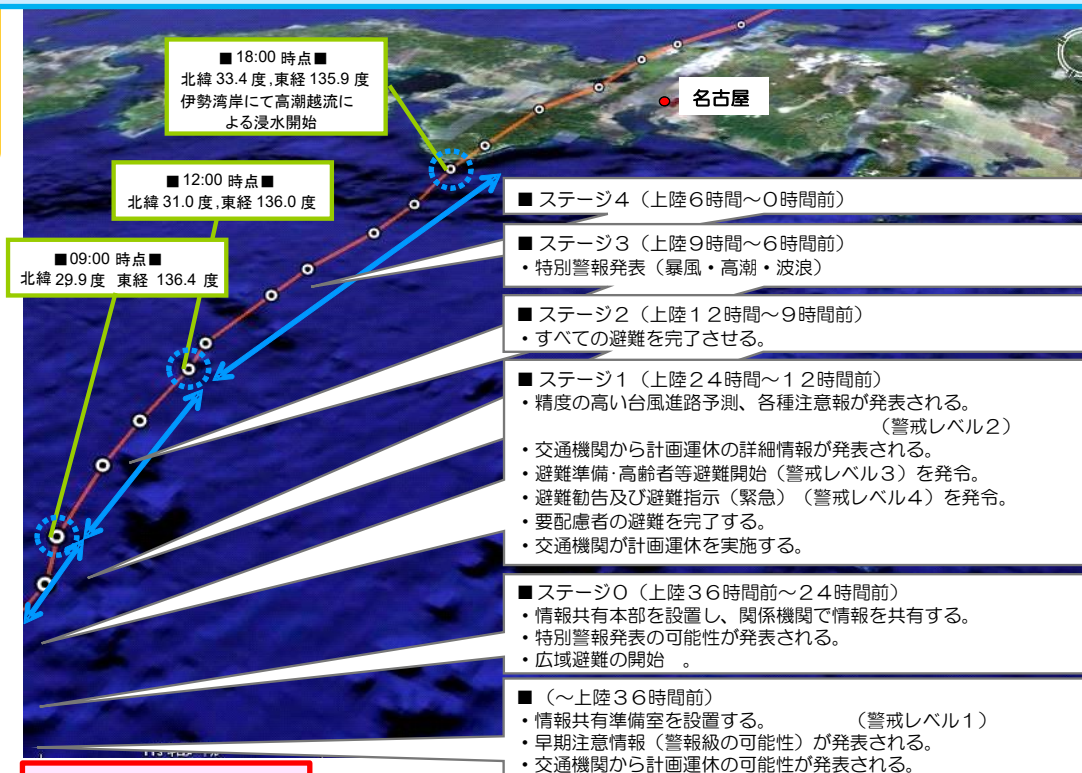 ■18:00 時点■
北緯 33.4 度,東経 135.9 度
伊勢湾岸にて高潮越流に
よる浸水開始
名古屋
■12:00 時点■
北緯 31.0 度,東経 136.0 度
■09:00 時点■
北緯 29.9 度 東経 136.4 度
■ ステージ4（上陸6時間～0時間前）
■ ステージ3（上陸9時間～6時間前）
・特別警報発表（暴風・高潮・波浪）
■ ステージ2（上陸12時間～9時間前）
・すべての避難を完了させる。
■ ステージ1（上陸24時間～12時間前）
・精度の高い台風進路予測、各種注意報が発表される。
（警戒レベル2）
・交通機関から計画運休の詳細情報が発表される。
・避難準備･高齢者等避難開始（警戒レベル3）を発令。
・避難勧告及び避難指示（緊急）（警戒レベル4）を発令。
・要配慮者の避難を完了する。
・交通機関が計画運休を実施する。
■ ステージ0（上陸36時間前～24時間前）
・情報共有本部を設置し、関係機関で情報を共有する。
・特別警報発表の可能性が発表される。
・広域避難の開始 。
■ （～上陸36時間前）
・情報共有準備室を設置する。 （警戒レベル1）
・早期注意情報（警報級の可能性）が発表される。
・交通機関から計画運休の可能性が発表される。